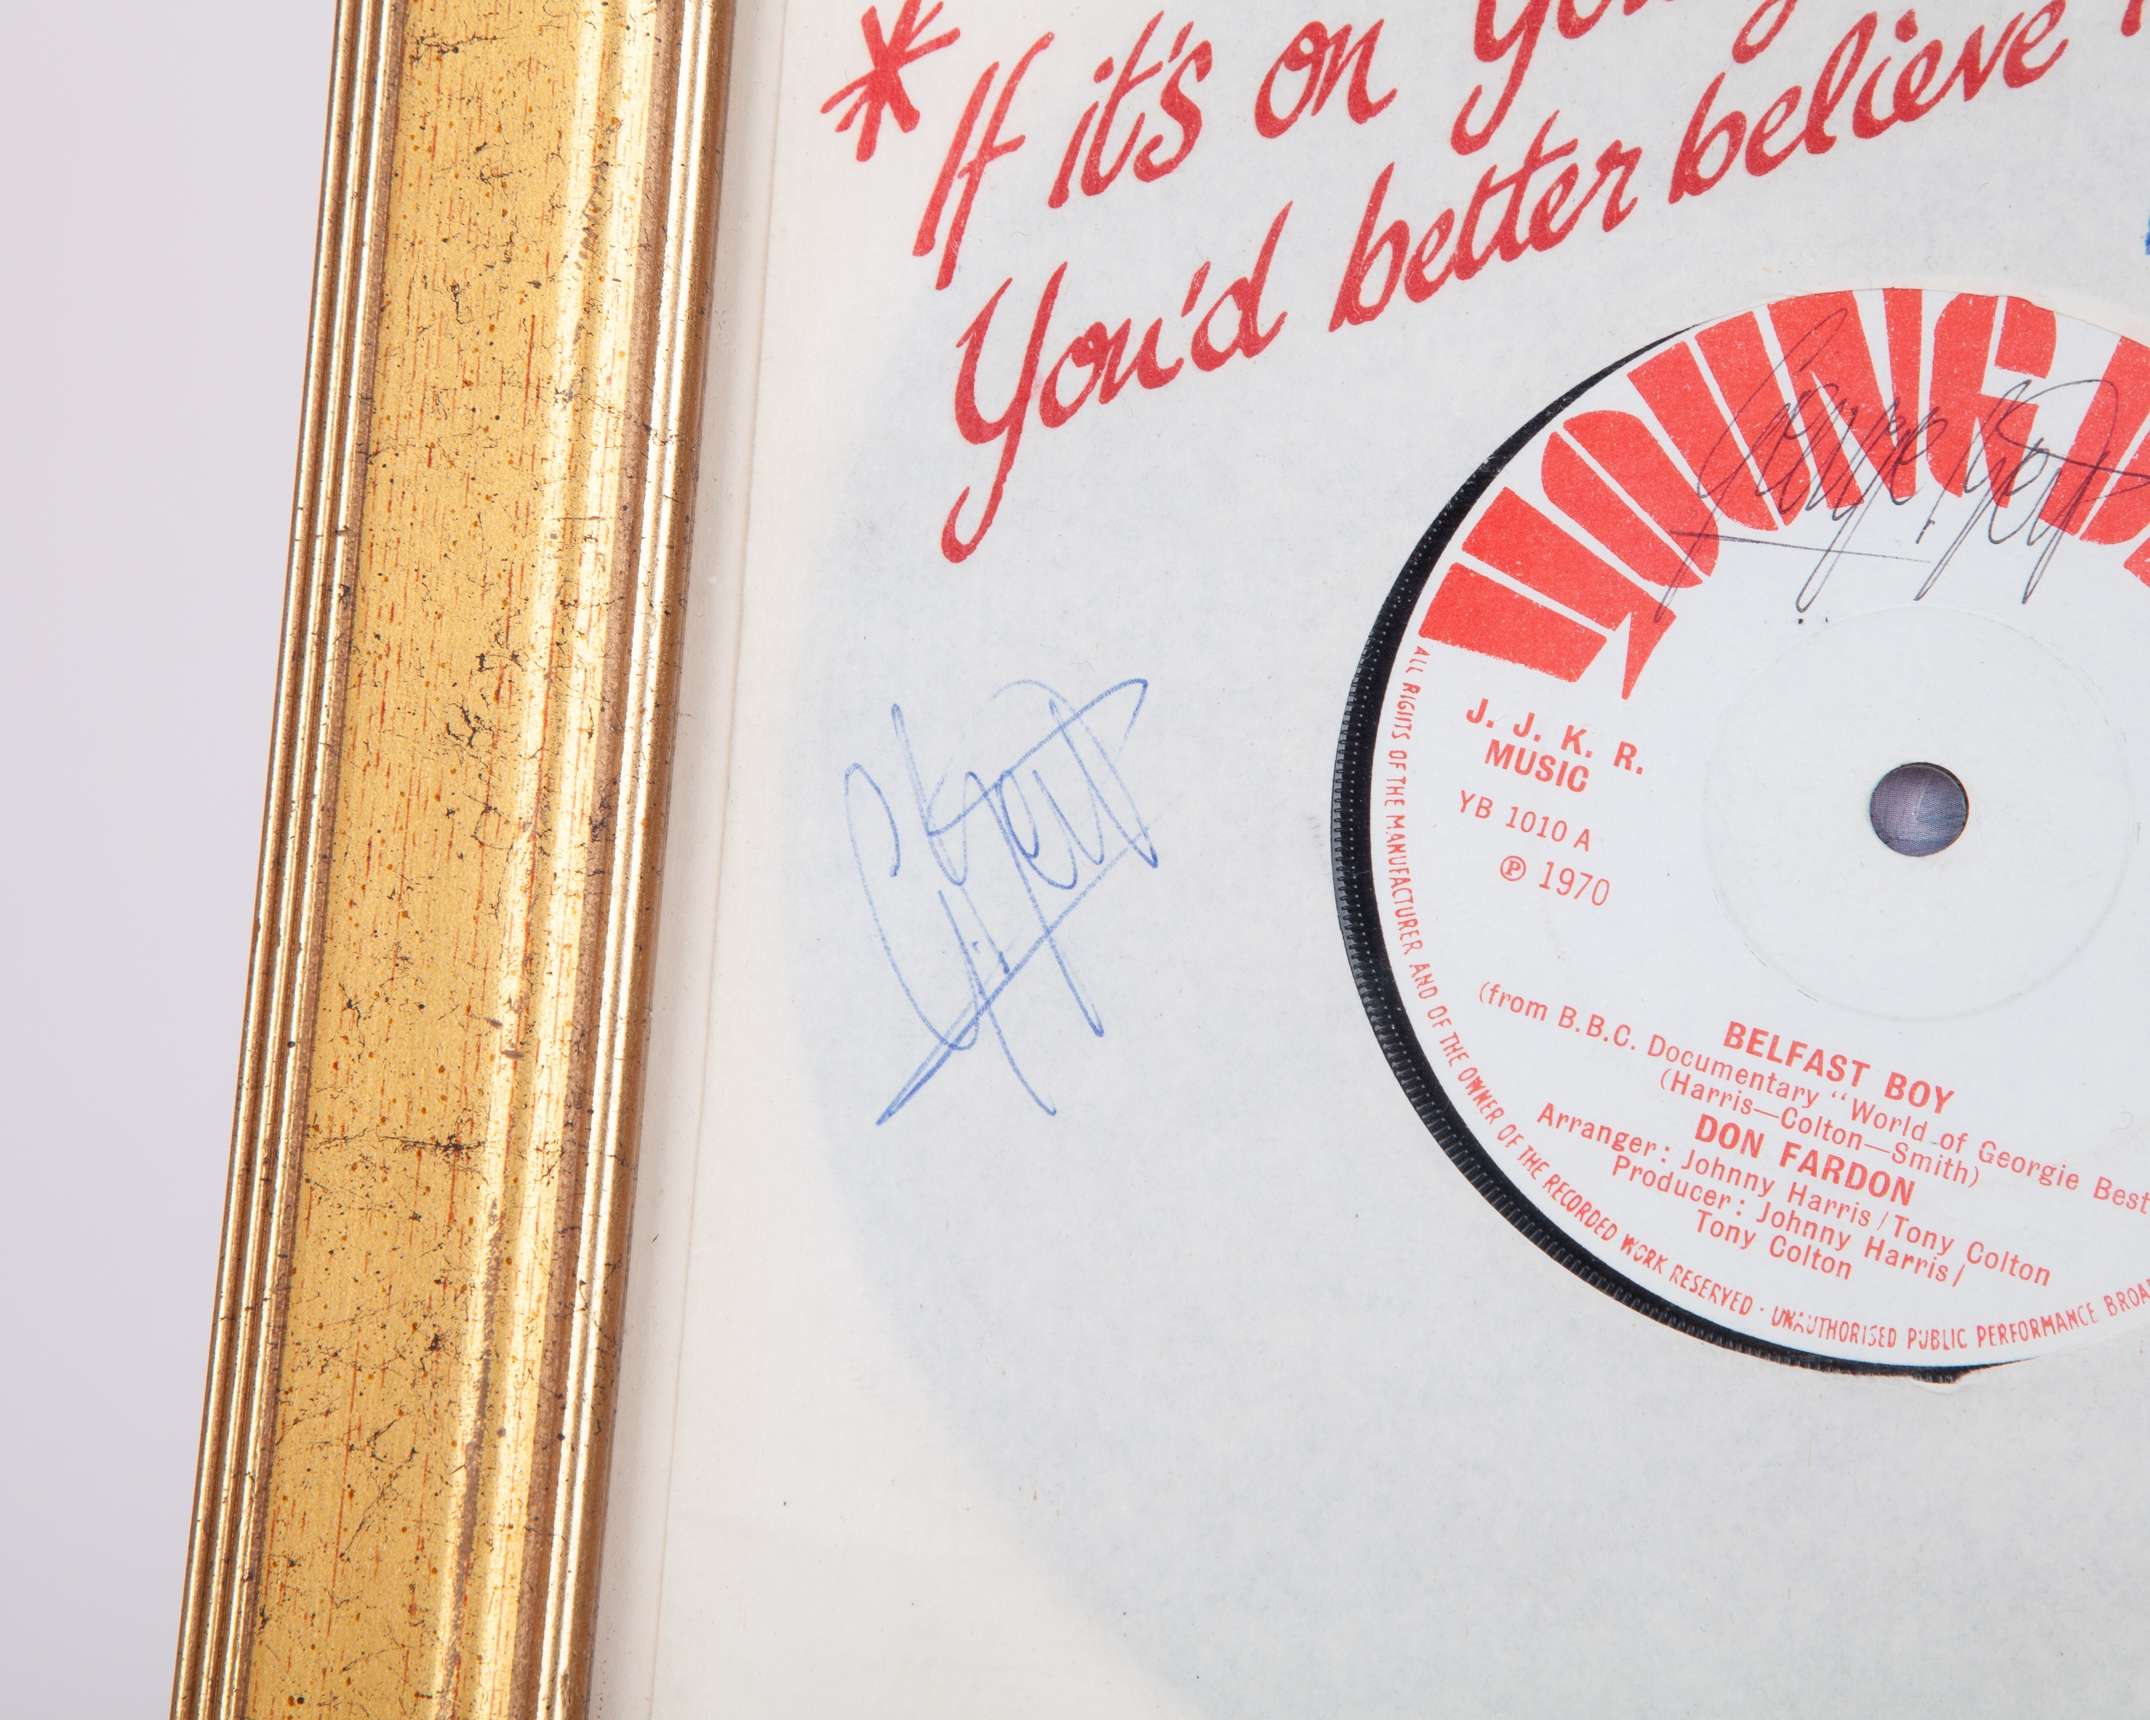 *If it's on You
You'd better believe
YOUNG B
J. J. K. R.
MUSIC
YB 1010 A
℗ 1970
BELFAST BOY
(from B.B.C. Documentary "World of Georgie Best
(Harris—Colton—Smith)
DON FARDON
Arranger: Johnny Harris / Tony Colton
Producer: Johnny Harris/
Tony Colton
ALL RIGHTS OF THE MANUFACTURER AND OF THE OWNER OF THE RECORDED WORK RESERVED · UNAUTHORISED PUBLIC PERFORMANCE BROA